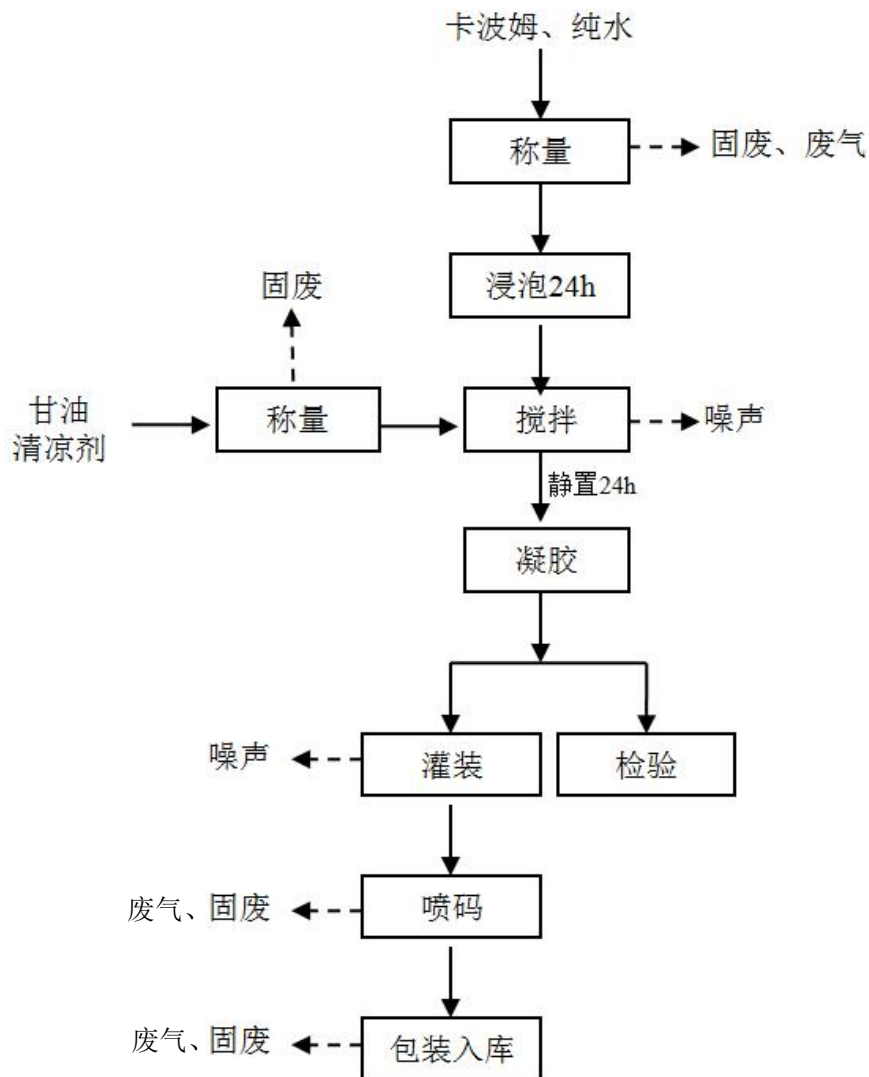 卡波姆、纯水
称量
固废、废气
浸泡24h
固废
甘油
清凉剂
称量
搅拌
噪声
静置24h
凝胶
噪声
灌装
检验
废气、固废
喷码
废气、固废
包装入库